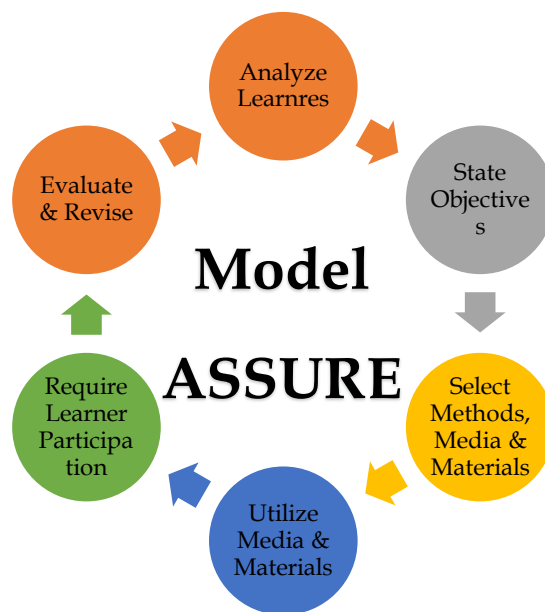 Analyze
Learnres
State
Objective
s
Select
Methods,
Media &
Materials
Utilize
Media &
Materials
Require
Learner
Participa
tion
Evaluate
& Revise
Model
ASSURE